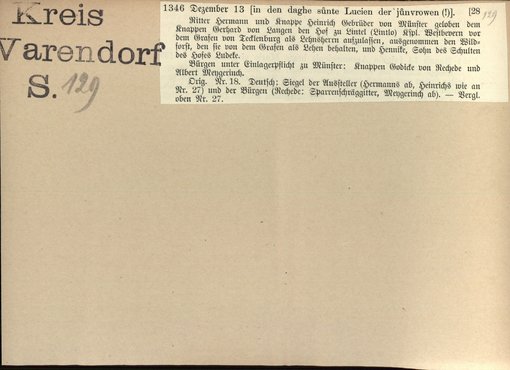 Kreis
Warendorf
S. 129
1346 Dezember 13 [in den daghe sûnte Lucien der jûnvrowen (!)]. [28
129
Ritter Hermann und Knappe Heinrich Gebrüder von Münster geloben dem
Knappen Gerhard von Langen den Hof zu Lintel (Lintlo) Kspl. Westbevern vor
dem Grafen von Tecklenburg als Lehnsherrn aufzulassen, ausgenommen den Wild-
forst, den sie von dem Grafen als Lehen behalten, und Hennike, Sohn des Schulten
des Hofes Ludeke.
Bürgen unter Einlagerpflicht zu Münster: Knappen Godicke von Rechede und
Albert Meygerinch.
Orig. Nr. 18. Deutsch; Siegel der Aussteller (Hermanns ab, Heinrichs wie an
Nr. 27) und der Bürgen (Rechede: Sparrenschräggitter, Meygerinch ab). — Vergl.
oben Nr. 27.